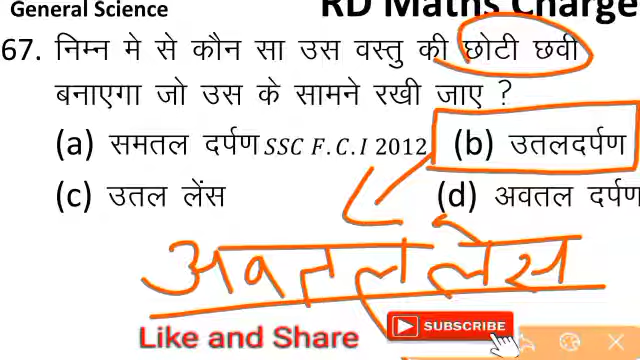 General Science RD Maths Charge
67. निम्न मे से कौन सा उस वस्तु की छोटी छवी
बनाएगा जो उस के सामने रखी जाए ?
(a) समतल दर्पण SSC F.C.I 2012 (b) उतलदर्पण
(c) उतल लेंस (d) अवतल दर्पण
अवतल लेस
Like and Share SUBSCRIBE